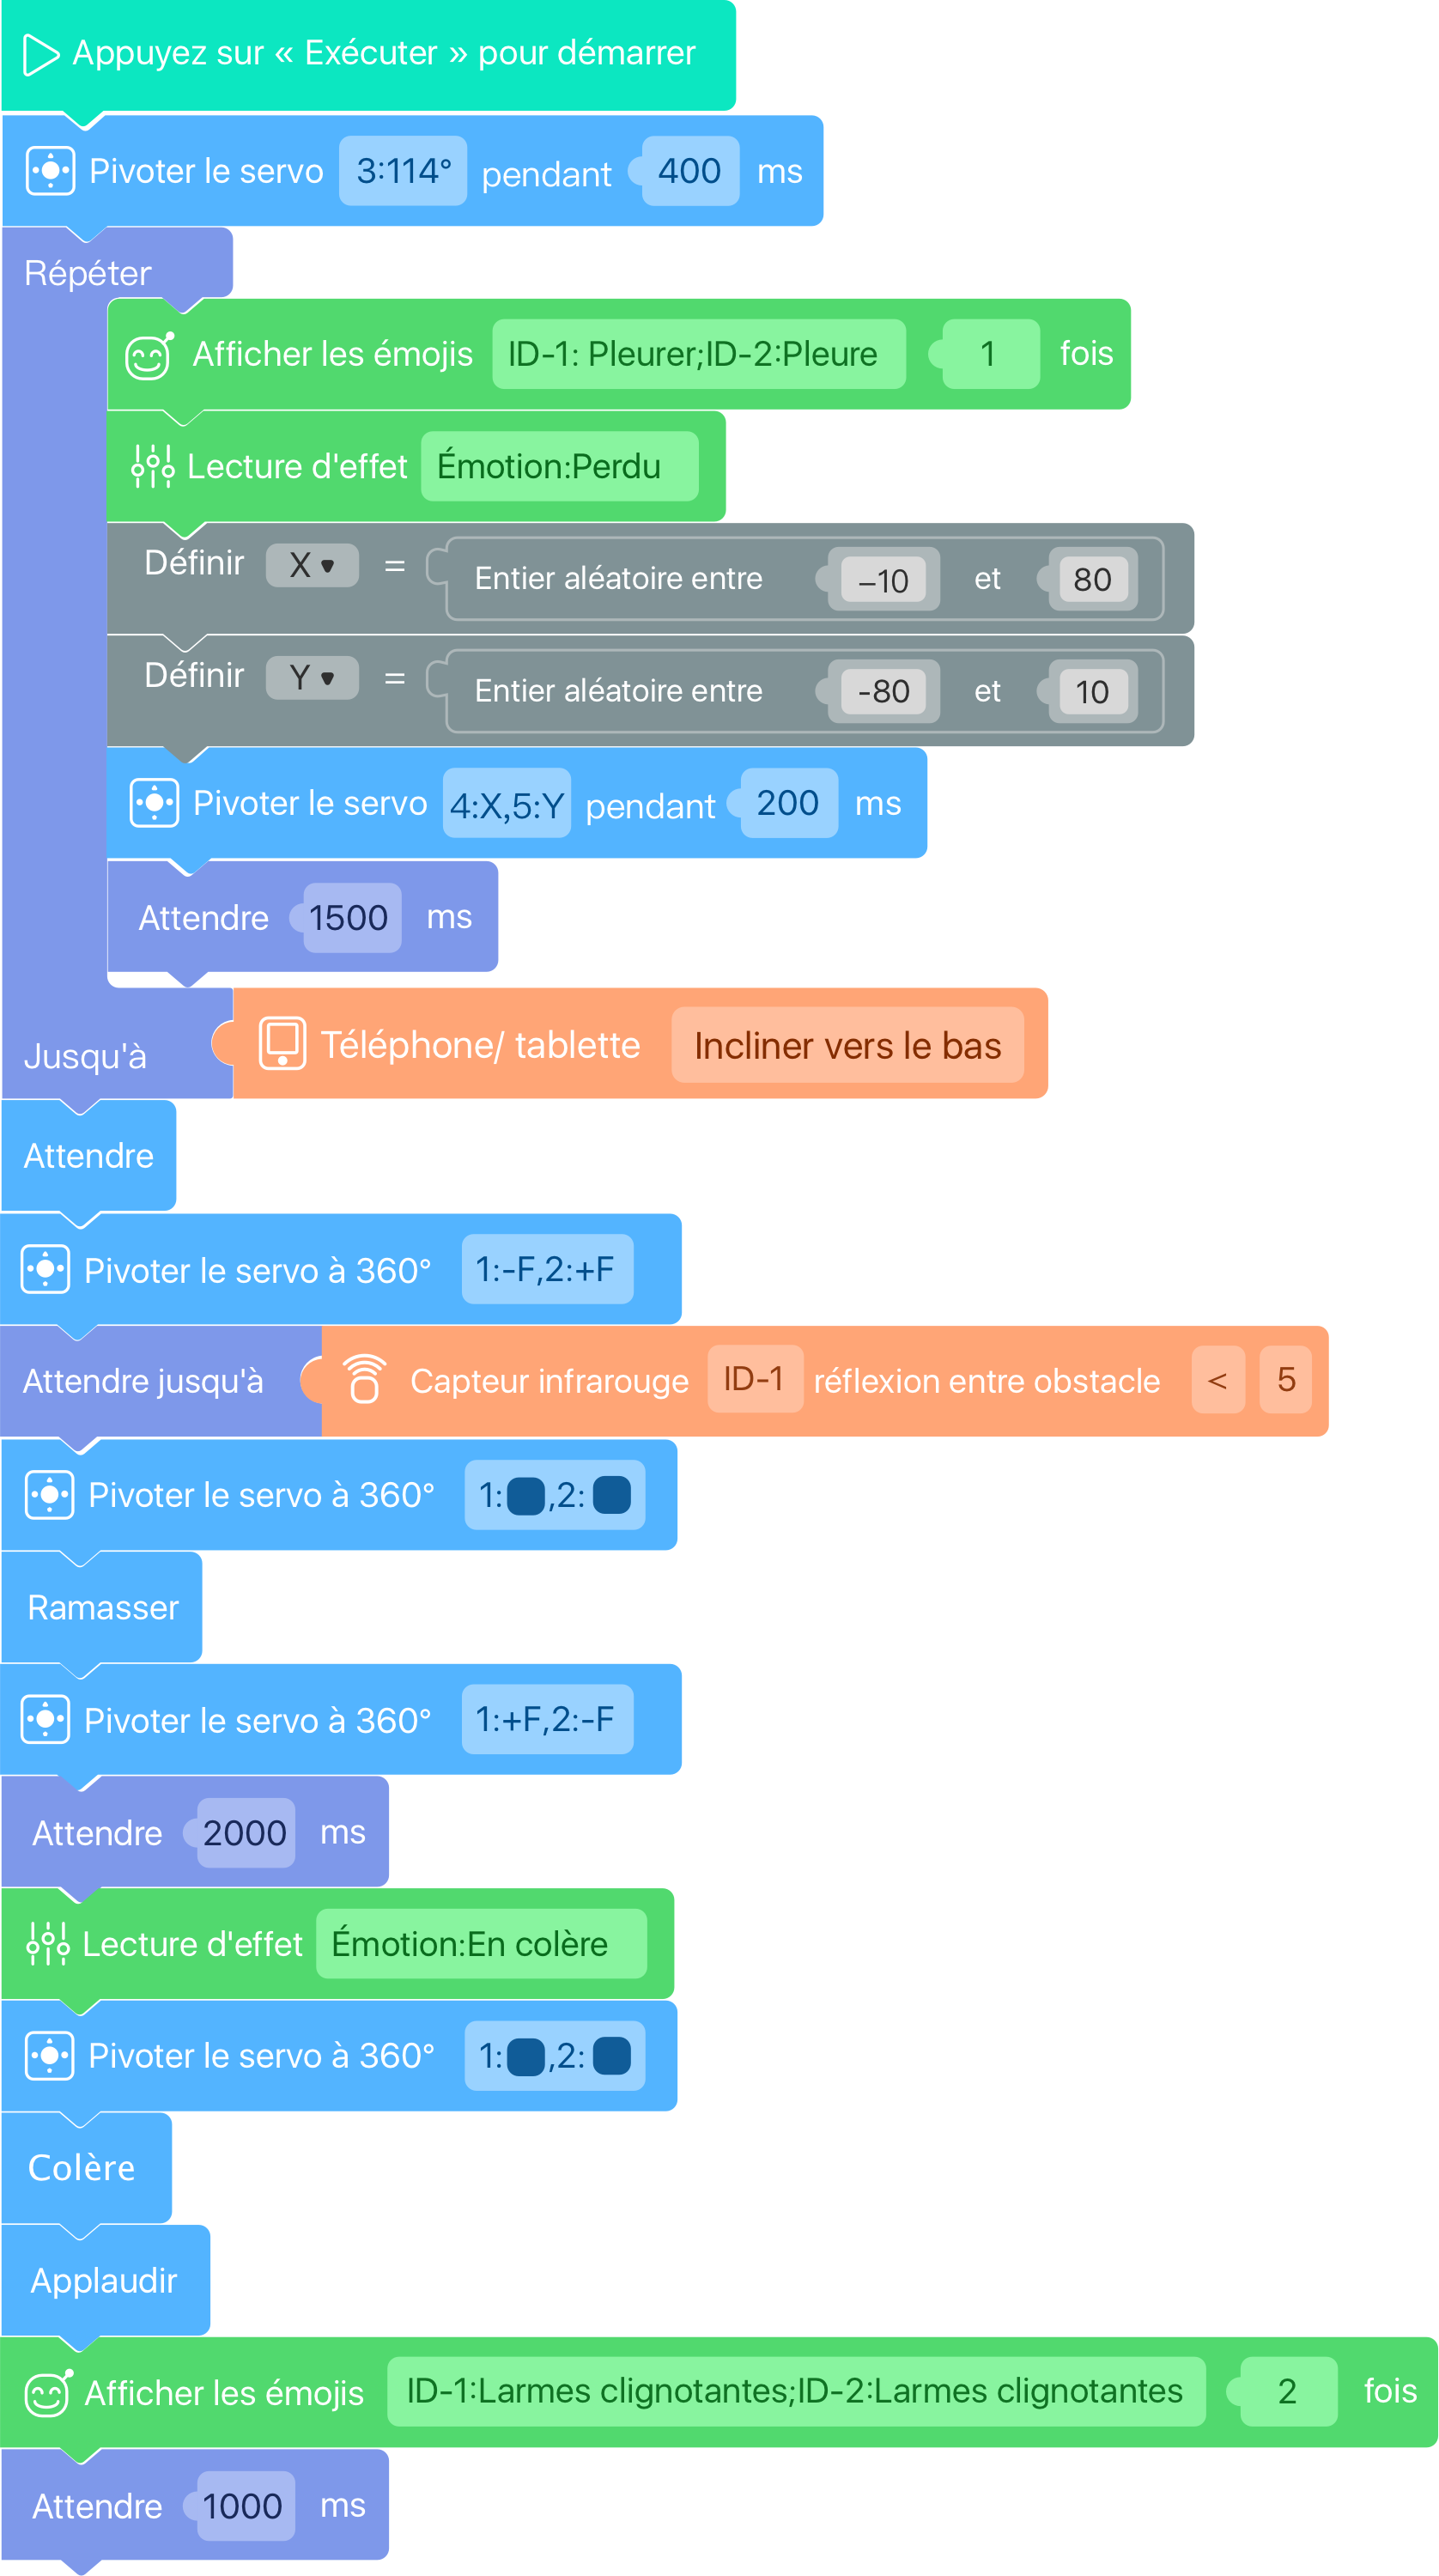 Appuyez sur « Exécuter » pour démarrer
Pivoter le servo 3:114° pendant 400 ms
Répéter
Afficher les émojis ID-1: Pleurer;ID-2:Pleure 1 fois
Lecture d'effet Émotion:Perdu
Définir X = Entier aléatoire entre –10 et 80
Définir Y = Entier aléatoire entre -80 et 10
Pivoter le servo 4:X,5:Y pendant 200 ms
Attendre 1500 ms
Jusqu'à Téléphone/ tablette Incliner vers le bas
Attendre
Pivoter le servo à 360° 1:-F,2:+F
Attendre jusqu'à Capteur infrarouge ID-1 réflexion entre obstacle < 5
Pivoter le servo à 360° 1: ,2:
Ramasser
Pivoter le servo à 360° 1:+F,2:-F
Attendre 2000 ms
Lecture d'effet Émotion:En colère
Pivoter le servo à 360° 1: ,2:
Colère
Applaudir
Afficher les émojis ID-1:Larmes clignotantes;ID-2:Larmes clignotantes 2 fois
Attendre 1000 ms